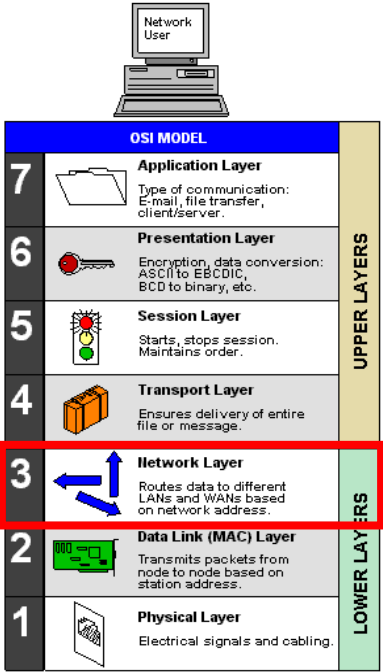 Network
User
OSI MODEL
7
Application Layer
Type of communication:
E-mail, file transfer,
client/server.
6
Presentation Layer
Encryption, data conversion:
ASCII to EBCDIC,
BCD to binary, etc.
5
Session Layer
Starts, stops session.
Maintains order.
4
Transport Layer
Ensures delivery of entire
file or message.
3
Network Layer
Routes data to different
LANs and WANs based
on network address.
2
Data Link (MAC) Layer
Transmits packets from
node to node based on
station address.
1
Physical Layer
Electrical signals and cabling.
UPPER LAYERS
LOWER LAYERS